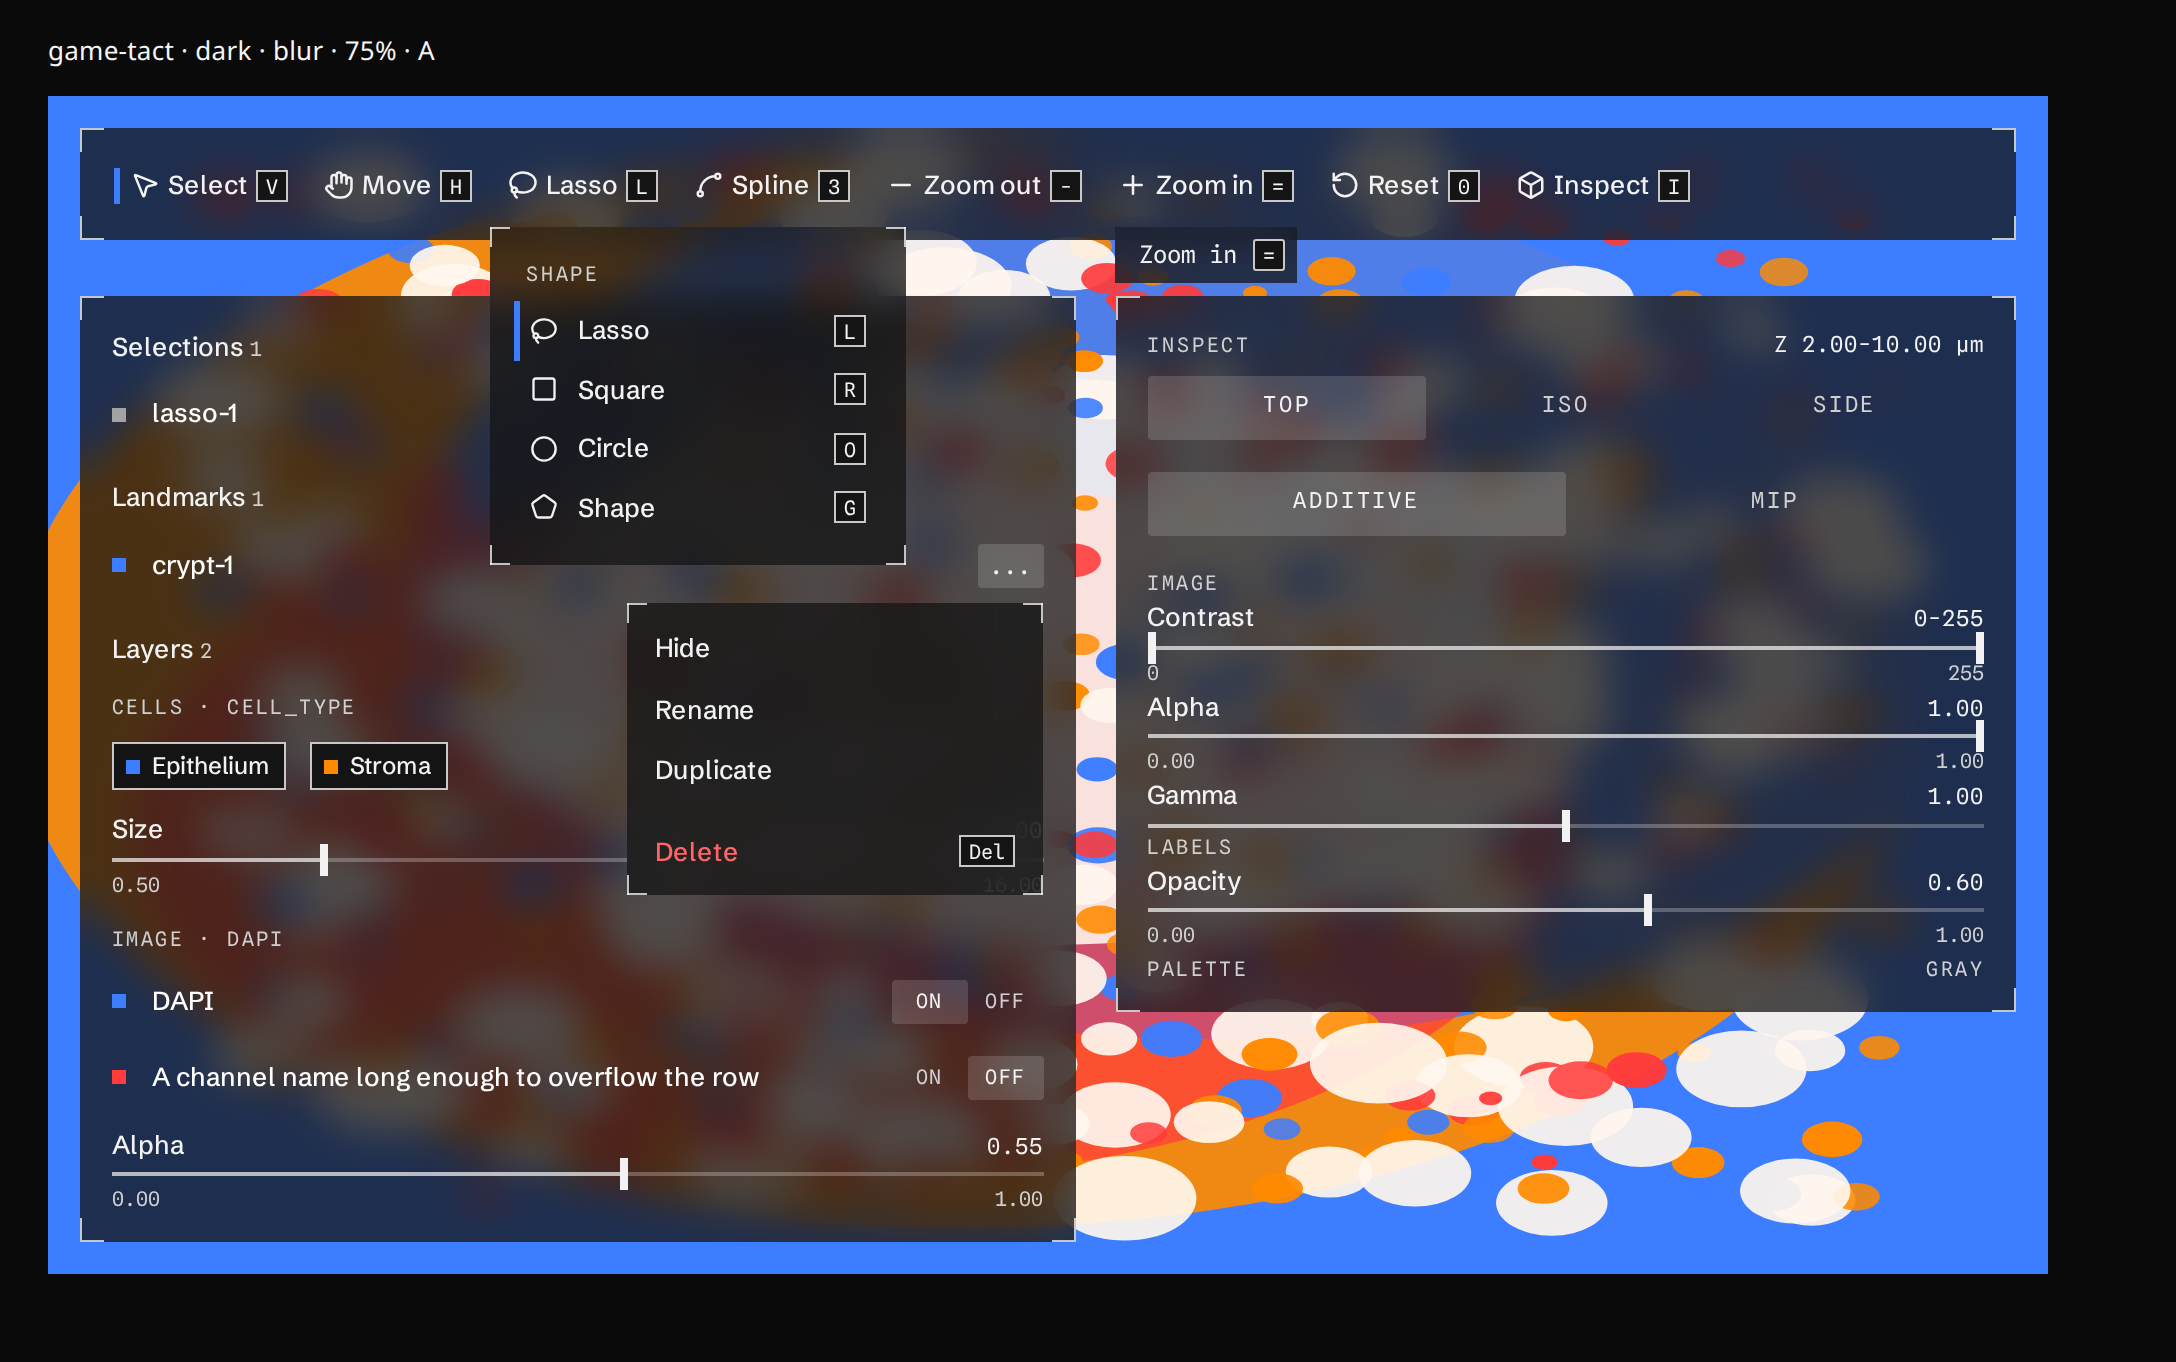 game-tact · dark · blur · 75% · A
Select V Move H Lasso L Spline 3 Zoom out - Zoom in = Reset 0 Inspect I
Zoom in =
SHAPE
Lasso L
Square R
Circle O
Shape G
Selections 1
lasso-1
Landmarks 1
crypt-1
...
Hide
Rename
Duplicate
Delete Del
Layers 2
CELLS · CELL_TYPE
Epithelium Stroma
Size
0.50 16.00
IMAGE · DAPI
DAPI ON OFF
A channel name long enough to overflow the row ON OFF
Alpha 0.55
0.00 1.00
INSPECT Z 2.00-10.00 µm
TOP ISO SIDE
ADDITIVE MIP
IMAGE
Contrast 0-255
0 255
Alpha 1.00
0.00 1.00
Gamma 1.00
LABELS
Opacity 0.60
0.00 1.00
PALETTE GRAY